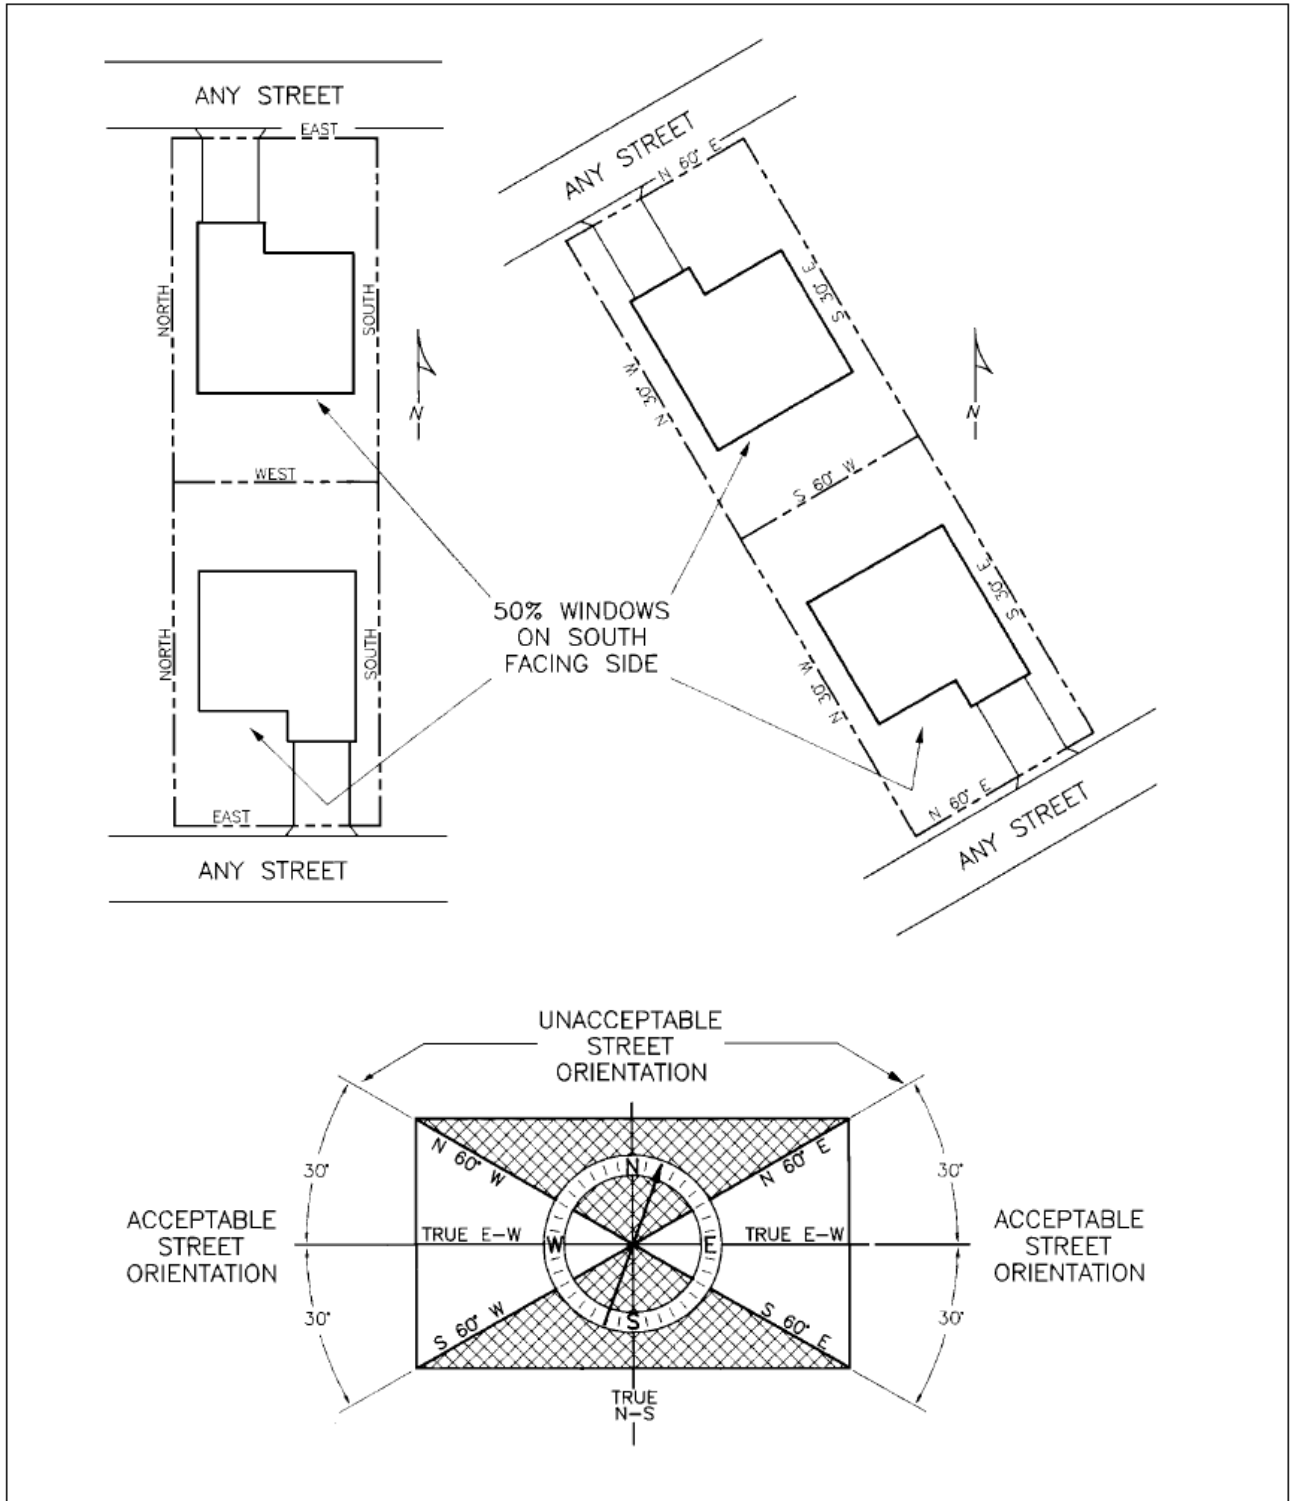 ANY STREET
EAST
NORTH
SOUTH
N
WEST
NORTH
SOUTH
EAST
ANY STREET
ANY STREET
N 60° E
S 30° E
N 30° W
N
S 60° W
S 30° E
N 30° W
N 60° E
ANY STREET
50% WINDOWS
ON SOUTH
FACING SIDE
UNACCEPTABLE
STREET
ORIENTATION
30°
30°
N 60° W
N
N 60° E
ACCEPTABLE
STREET
ORIENTATION
TRUE E-W
W
E
TRUE E-W
ACCEPTABLE
STREET
ORIENTATION
30°
30°
S 60° W
S
S 60° E
TRUE
N-S